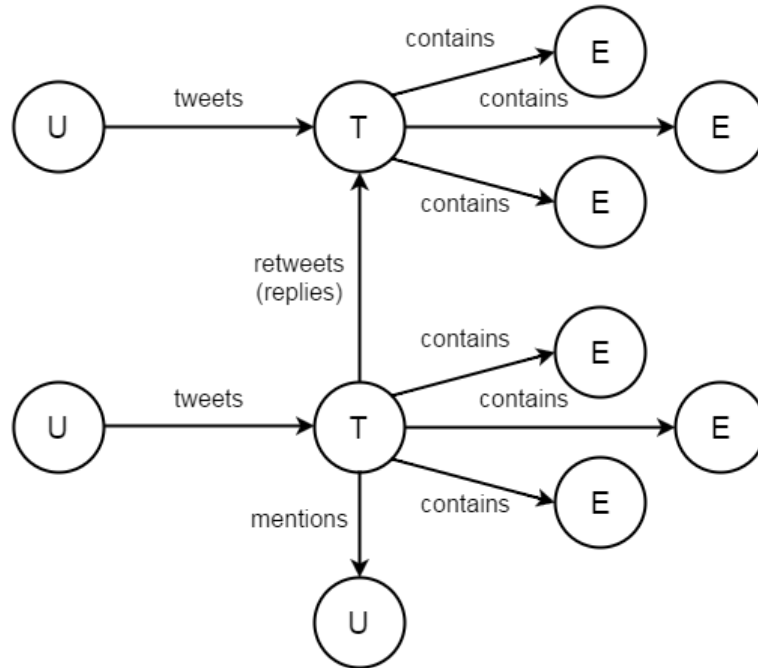 contains
E
tweets
contains
U
T
E
contains
E
retweets
(replies)
contains
E
tweets
contains
U
T
E
contains
E
mentions
U